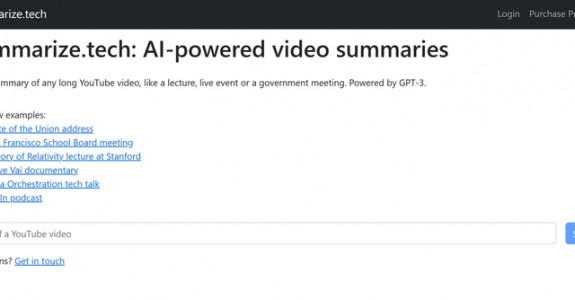 arize.tech Login Purchase P
mmarize.tech: AI-powered video summaries
mmary of any long YouTube video, like a lecture, live event or a government meeting. Powered by GPT-3.
w examples:
te of the Union address
Francisco School Board meeting
ory of Relativity lecture at Stanford
ve Vai documentary
a Orchestration tech talk
In podcast
f a YouTube video
ns? Get in touch